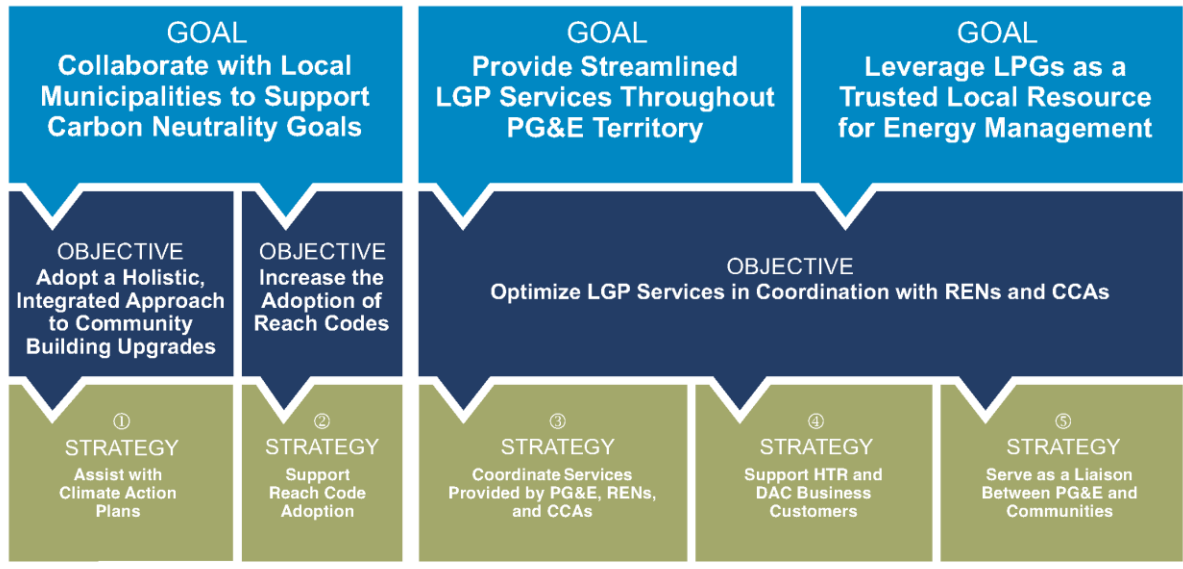 GOAL
Collaborate with Local
Municipalities to Support
Carbon Neutrality Goals
GOAL
Provide Streamlined
LGP Services Throughout
PG&E Territory
GOAL
Leverage LPGs as a
Trusted Local Resource
for Energy Management
OBJECTIVE
Adopt a Holistic,
Integrated Approach
to Community
Building Upgrades
OBJECTIVE
Increase the
Adoption of
Reach Codes
OBJECTIVE
Optimize LGP Services in Coordination with RENs and CCAs
①
STRATEGY
Assist with
Climate Action
Plans
②
STRATEGY
Support
Reach Code
Adoption
③
STRATEGY
Coordinate Services
Provided by PG&E, RENs,
and CCAs
④
STRATEGY
Support HTR and
DAC Business
Customers
⑤
STRATEGY
Serve as a Liaison
Between PG&E and
Communities